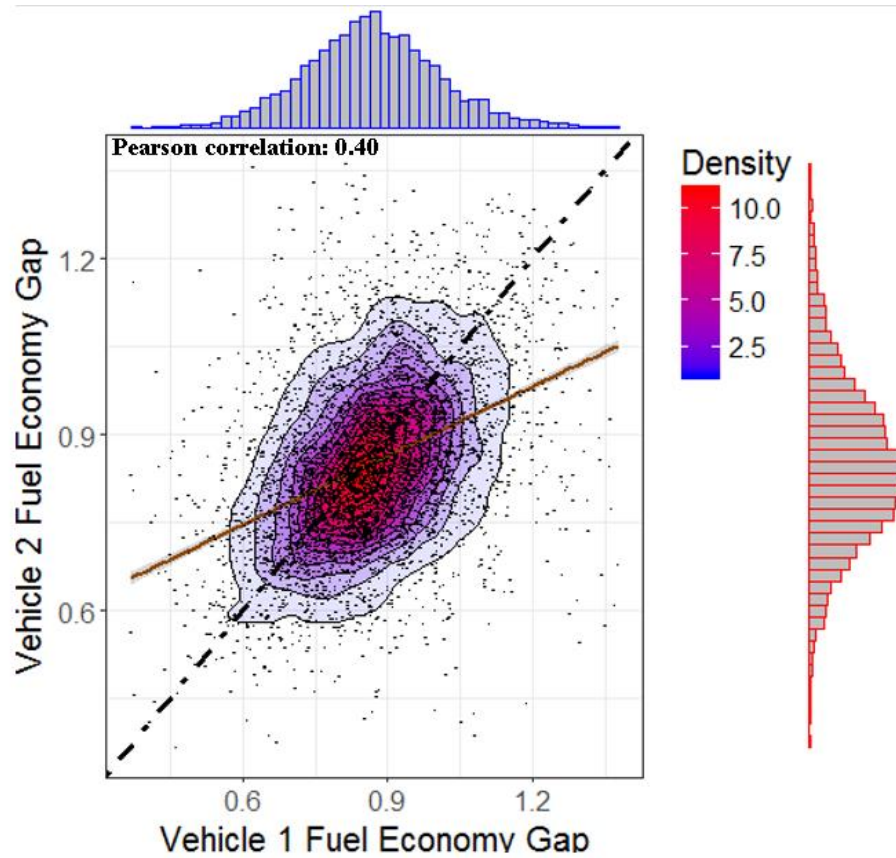 Pearson correlation: 0.40
Density
10.0
7.5
5.0
2.5
Vehicle 2 Fuel Economy Gap
1.2
0.9
0.6
0.6 0.9 1.2
Vehicle 1 Fuel Economy Gap